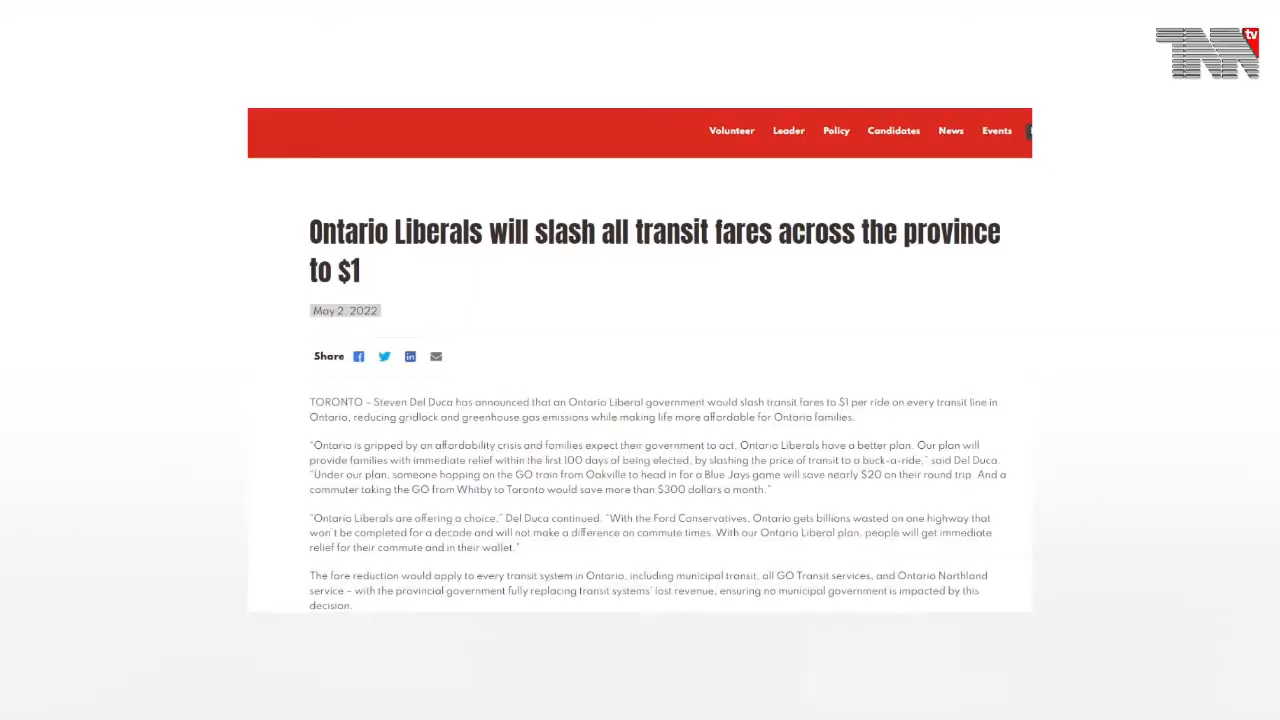 TNN tv
Volunteer Leader Policy Candidates News Events
Ontario Liberals will slash all transit fares across the province
to $1
May 2, 2022
Share
TORONTO – Steven Del Duca has announced that an Ontario Liberal government would slash transit fares to $1 per ride on every transit line in
Ontario, reducing gridlock and greenhouse gas emissions while making life more affordable for Ontario families.
"Ontario is gripped by an affordability crisis and families expect their government to act. Ontario Liberals have a better plan. Our plan will
provide families with immediate relief within the first 100 days of being elected, by slashing the price of transit to a buck-a-ride," said Del Duca.
"Under our plan, someone hopping on the GO train from Oakville to head in for a Blue Jays game will save nearly $20 on their round trip. And a
commuter taking the GO from Whitby to Toronto would save more than $300 dollars a month."
"Ontario Liberals are offering a choice," Del Duca continued. "With the Ford Conservatives, Ontario gets billions wasted on one highway that
won't be completed for a decade and will not make a difference on commute times. With our Ontario Liberal plan, people will get immediate
relief for their commute and in their wallet."
The fare reduction would apply to every transit system in Ontario, including municipal transit, all GO Transit services, and Ontario Northland
service – with the provincial government fully replacing transit systems' lost revenue, ensuring no municipal government is impacted by this
decision.